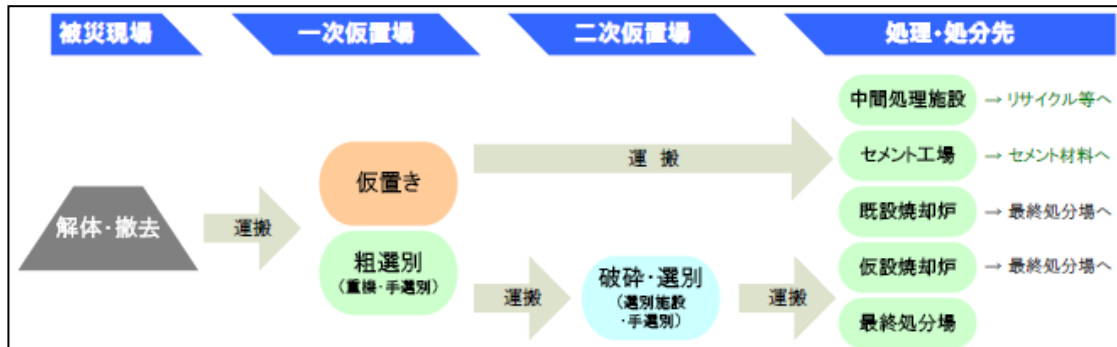 被災現場
一次仮置場
二次仮置場
処理・処分先
解体・撤去
運搬
仮置き
粗選別
(重機・手選別)
運 搬
運搬
破砕・選別
(選別施設
・手選別)
運搬
中間処理施設 → リサイクル等へ
セメント工場 → セメント材料へ
既設焼却炉 → 最終処分場へ
仮設焼却炉 → 最終処分場へ
最終処分場